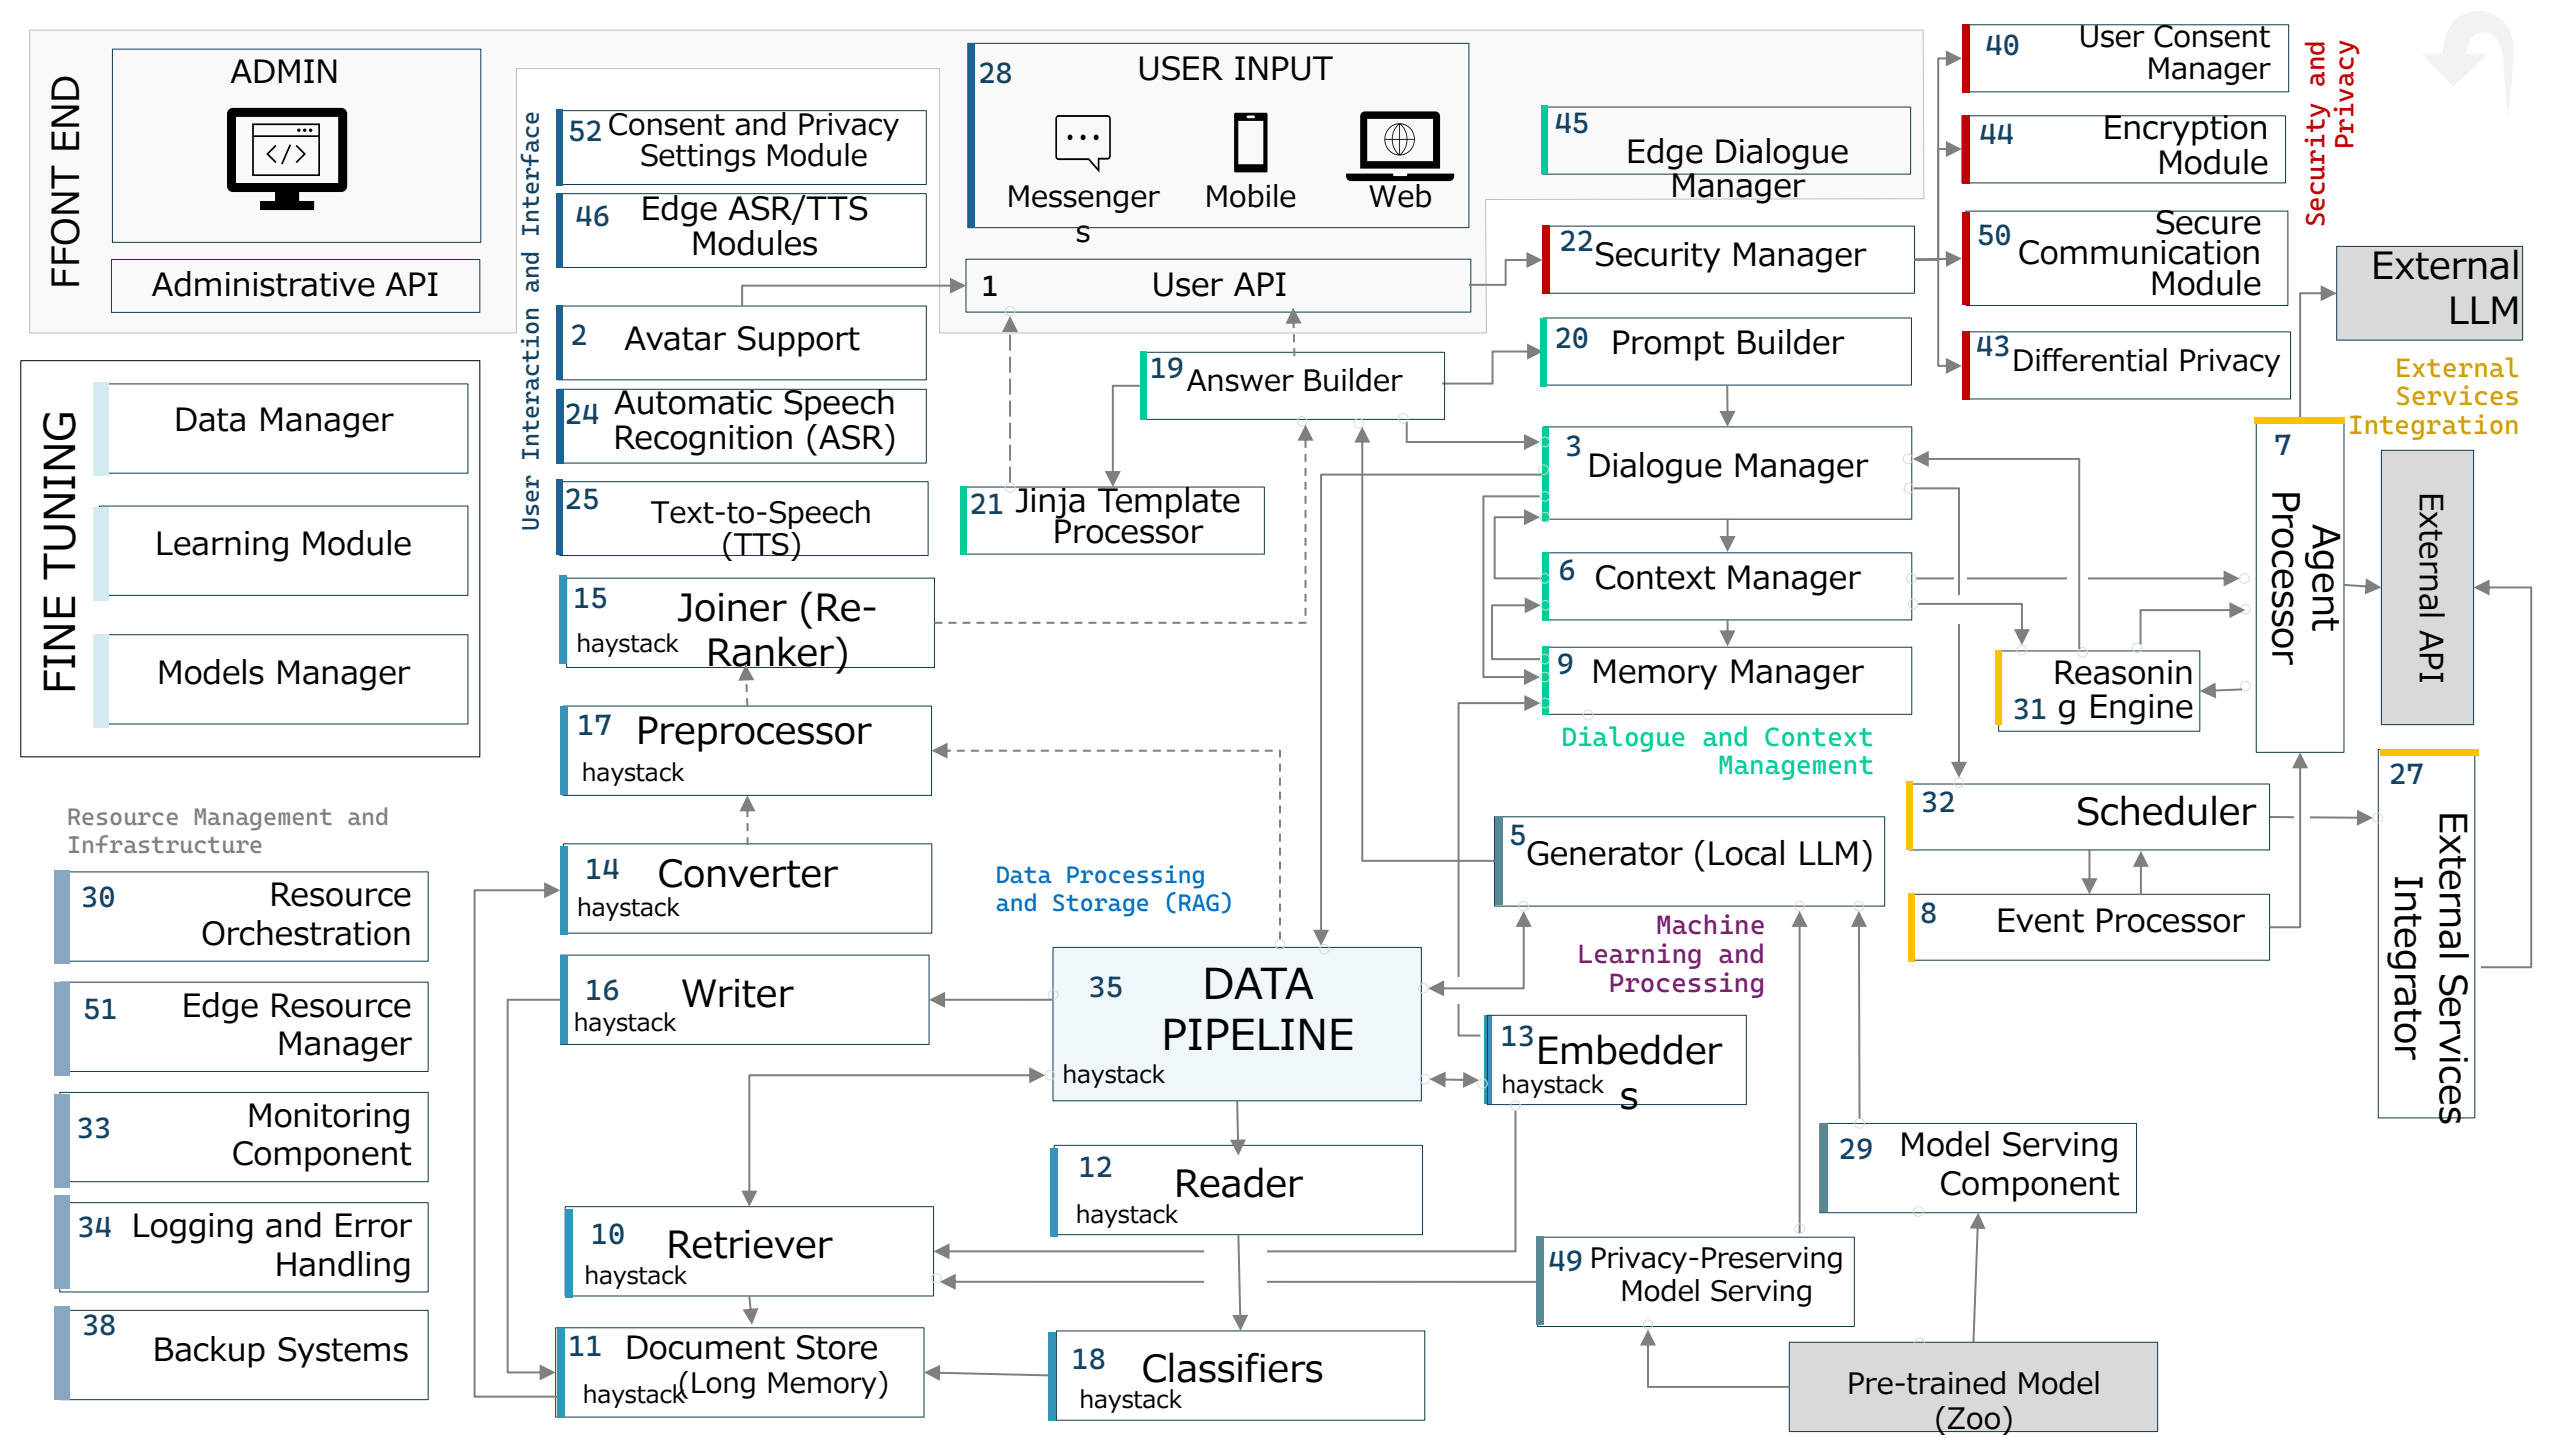 FFONT END
ADMIN
Administrative API
User Interaction and Interface
52 Consent and Privacy
Settings Module
46 Edge ASR/TTS
Modules
2 Avatar Support
24 Automatic Speech
Recognition (ASR)
25 Text-to-Speech
(TTS)
28 USER INPUT
Messenger
s
Mobile
Web
1 User API
45 Edge Dialogue
Manager
22 Security Manager
40 User Consent
Manager
44 Encryption
Module
50 Secure
Communication
Module
43 Differential Privacy
Security and
Privacy
External
LLM
External
Services
Integration
FINE TUNING
Data Manager
Learning Module
Models Manager
19 Answer Builder
20 Prompt Builder
21 Jinja Template
Processor
3 Dialogue Manager
6 Context Manager
9 Memory Manager
Dialogue and Context
Management
7 Agent
Processor
External API
Reasonin
31 g Engine
27 External Services
Integrator
32 Scheduler
8 Event Processor
15 Joiner (Re-
haystack Ranker)
17 Preprocessor
haystack
14 Converter
haystack
16 Writer
haystack
Data Processing
and Storage (RAG)
35 DATA
PIPELINE
haystack
5 Generator (Local LLM)
Machine
Learning and
Processing
13 Embedder
haystack s
12 Reader
haystack
10 Retriever
haystack
11 Document Store
haystack (Long Memory)
18 Classifiers
haystack
49 Privacy-Preserving
Model Serving
29 Model Serving
Component
Pre-trained Model
(Zoo)
Resource Management and
Infrastructure
30 Resource
Orchestration
51 Edge Resource
Manager
33 Monitoring
Component
34 Logging and Error
Handling
38 Backup Systems